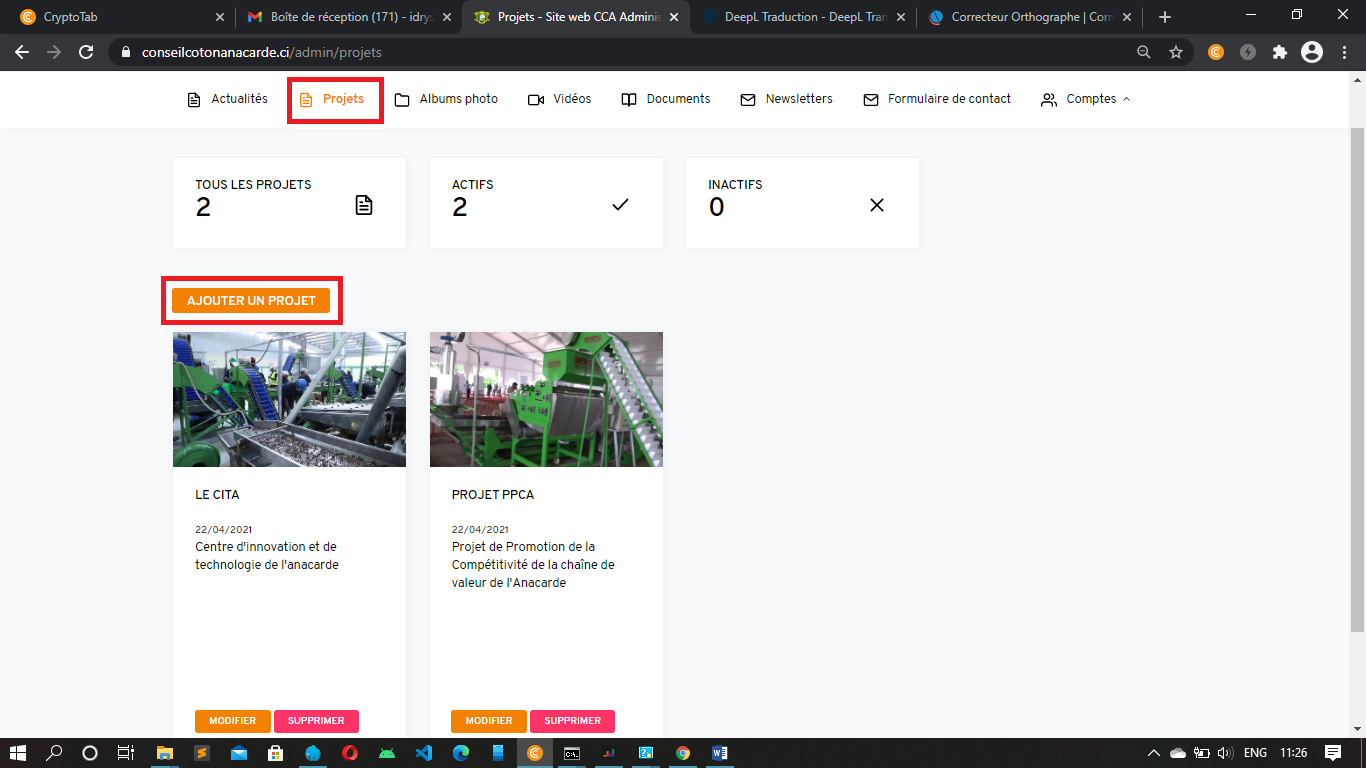 CryptoTab
Boîte de réception (171) - idrys
Projets - Site web CCA Adminis
DeepL Traduction - DeepL Tran
Correcteur Orthographe | Corr
conseilcotonanacarde.ci/admin/projets
Actualités
Projets
Albums photo
Vidéos
Documents
Newsletters
Formulaire de contact
Comptes
TOUS LES PROJETS
2
ACTIFS
2
INACTIFS
0
AJOUTER UN PROJET
LE CITA
22/04/2021
Centre d'innovation et de
technologie de l'anacarde
MODIFIER
SUPPRIMER
PROJET PPCA
22/04/2021
Projet de Promotion de la
Compétitivité de la chaîne de
valeur de l'Anacarde
MODIFIER
SUPPRIMER
ENG
11:26